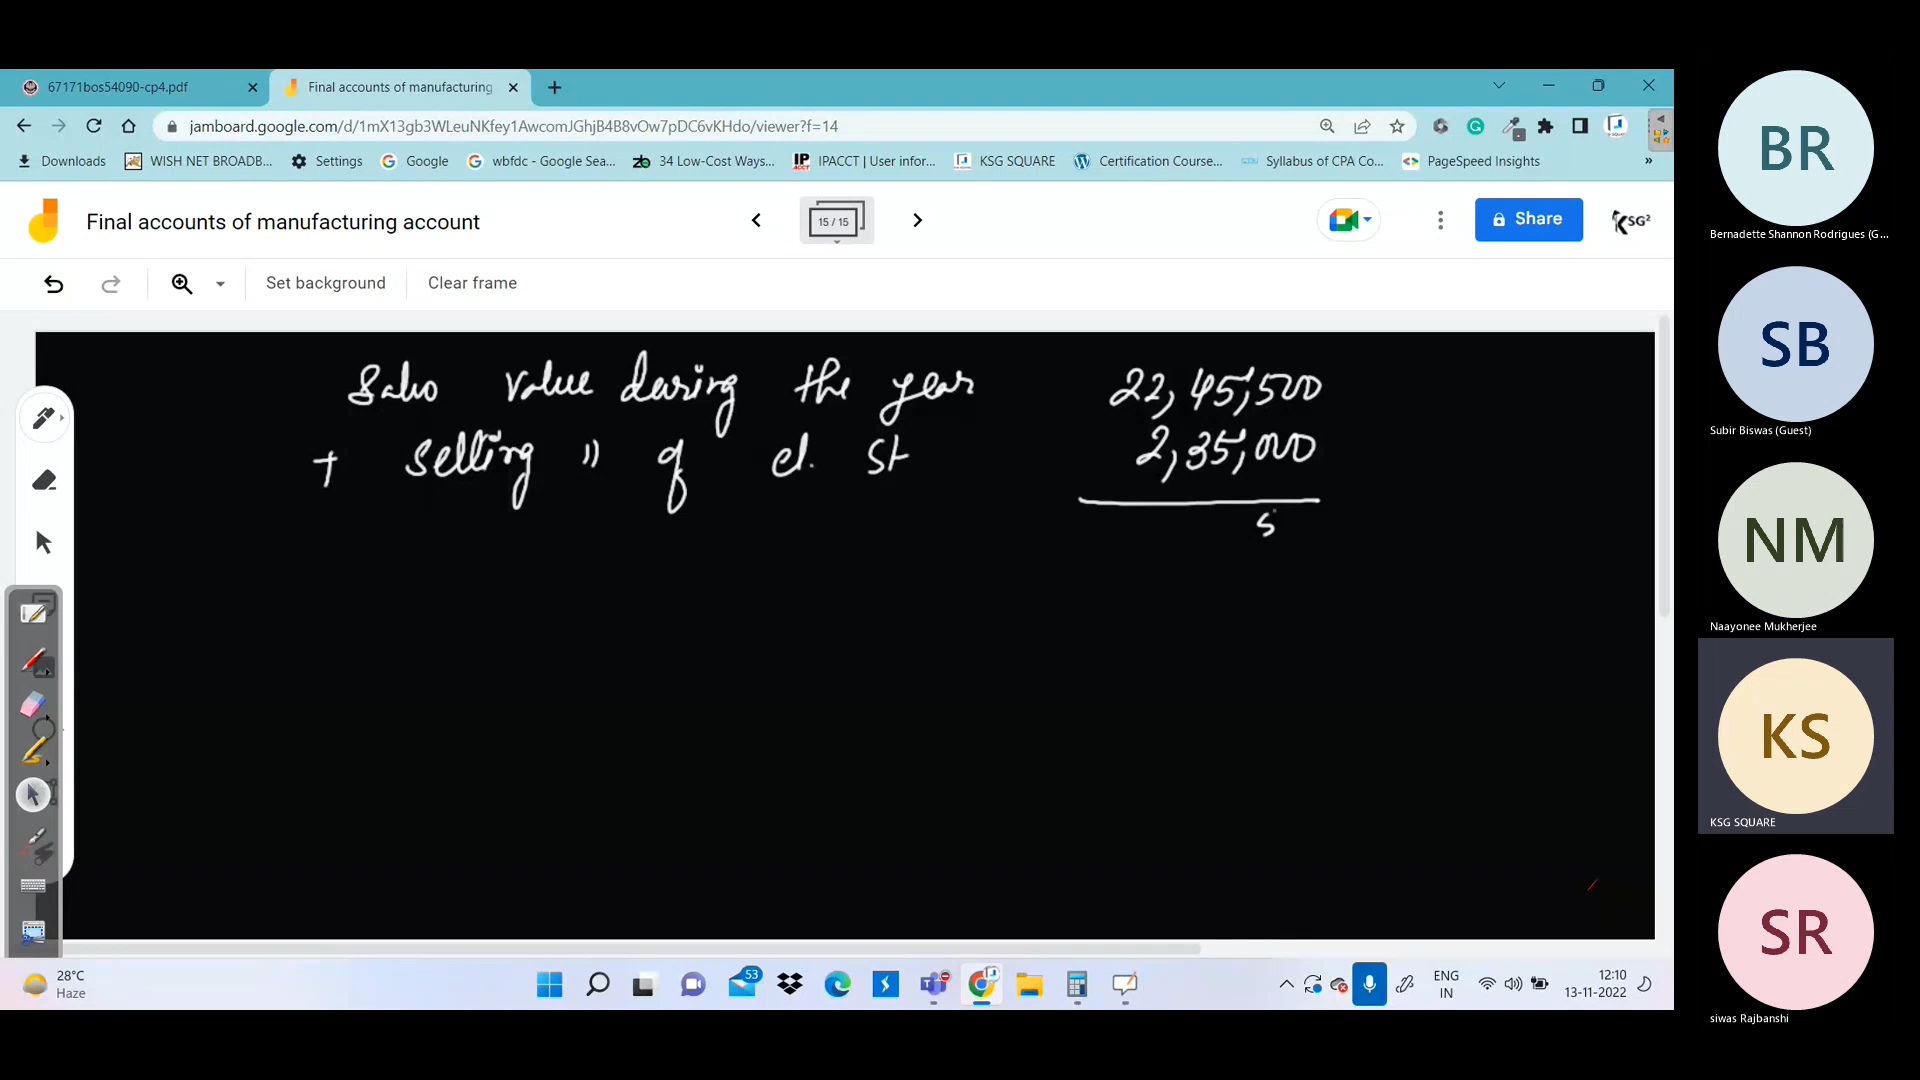 67171bos54090-cp4.pdf
Final accounts of manufacturing
jamboard.google.com/d/1mX13gb3WLeuNKfey1AwcomJGhjB4B8vOw7pDC6vKHdo/viewer?f=14
Downloads WISH NET BROADB... Settings Google wbfdc - Google Sea... 34 Low-Cost Ways... IPACCT | User infor... KSG SQUARE Certification Course... Syllabus of CPA Co... PageSpeed Insights »
Final accounts of manufacturing account
15 / 15
Share
KSG²
Set background
Clear frame
Sales value during the year 22,45,500
+ selling " of cl. st 2,35,000
5
28°C
Haze
53
ENG
IN
12:10
13-11-2022
BR
Bernadette Shannon Rodrigues (G...
SB
Subir Biswas (Guest)
NM
Naayonee Mukherjee
KS
KSG SQUARE
SR
siwas Rajbanshi